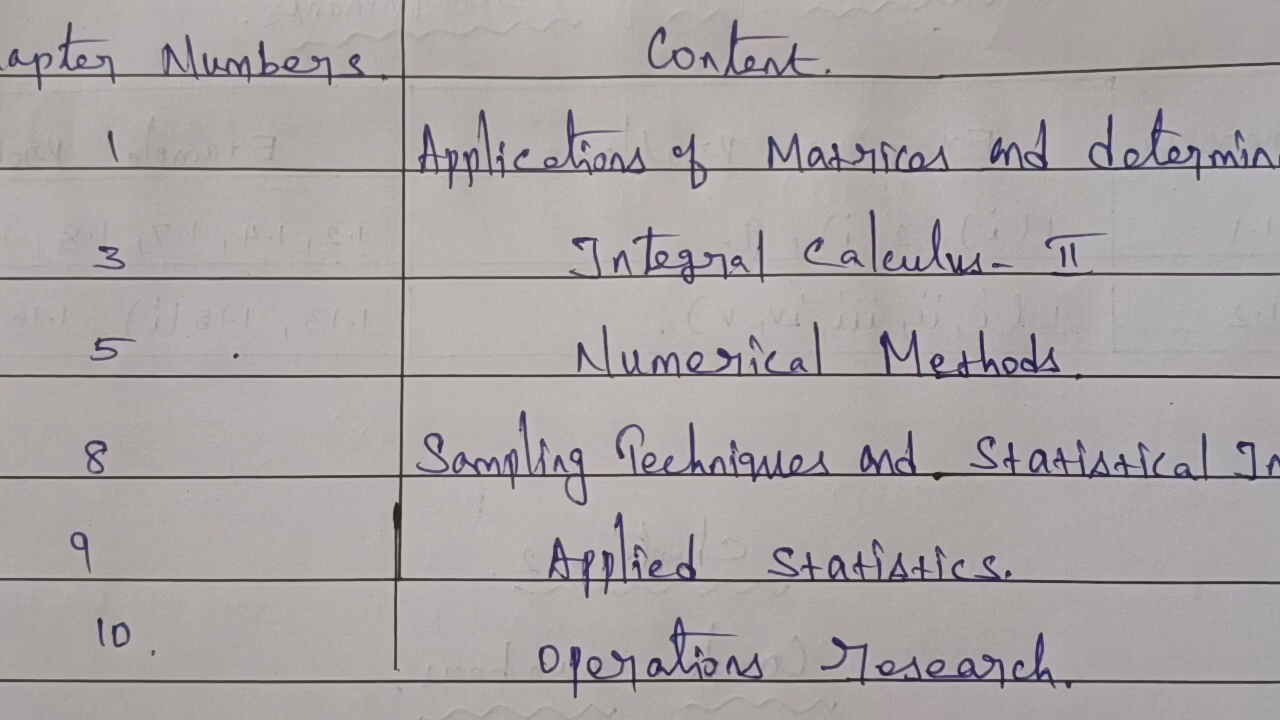 apter Numbers. Content.
1 Applications of Matrices and determin
3 Integral Calculus- II
5 Numerical Methods.
8 Sampling Techniques and Statistical In
9 Applied Statistics.
10. Operations research.